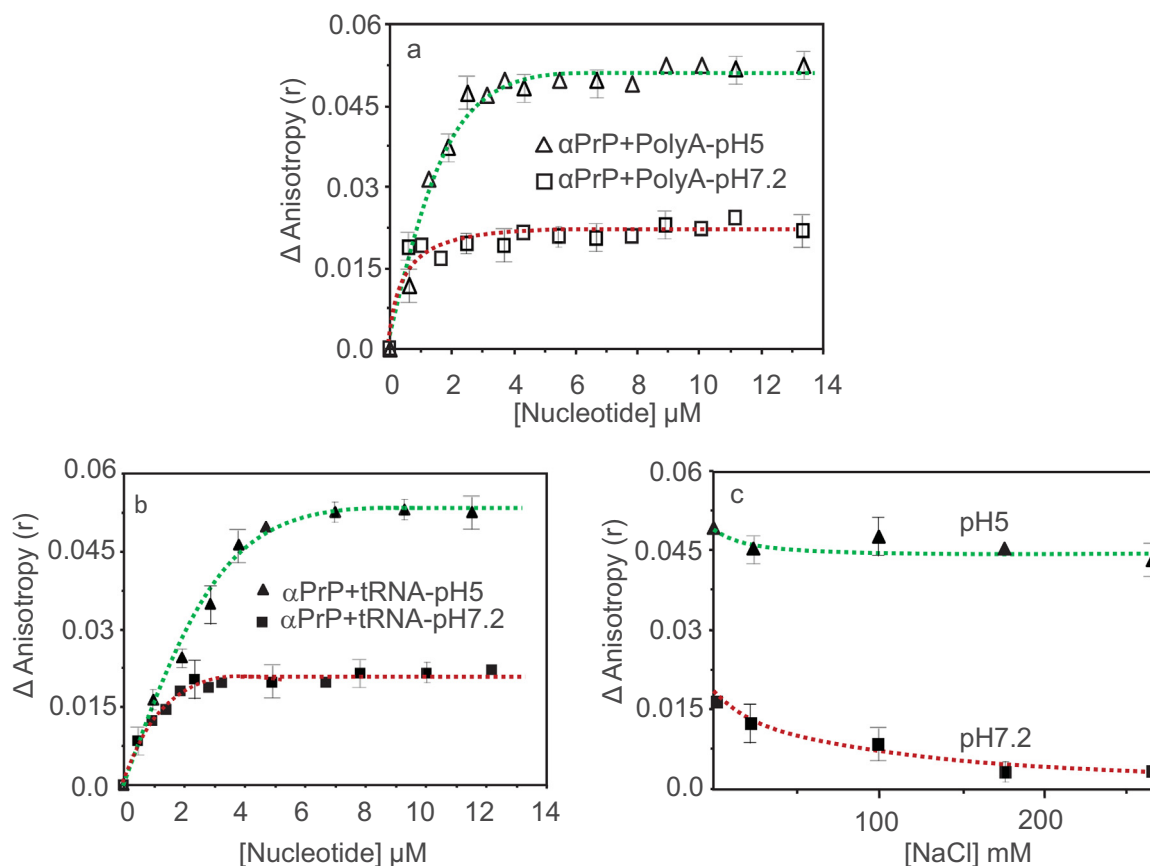 0.06
a
0.045
αPrP+PolyA-pH5
αPrP+PolyA-pH7.2
0.03
0.015
0.0
Δ Anisotropy (r)
0 2 4 6 8 10 12 14
[Nucleotide] µM
0.06
b
0.045
αPrP+tRNA-pH5
αPrP+tRNA-pH7.2
0.03
0.015
0.0
Δ Anisotropy (r)
0 2 4 6 8 10 12 14
[Nucleotide] µM
0.06
c
pH5
0.045
0.03
0.015
pH7.2
0.0
Δ Anisotropy (r)
100 200
[NaCl] mM